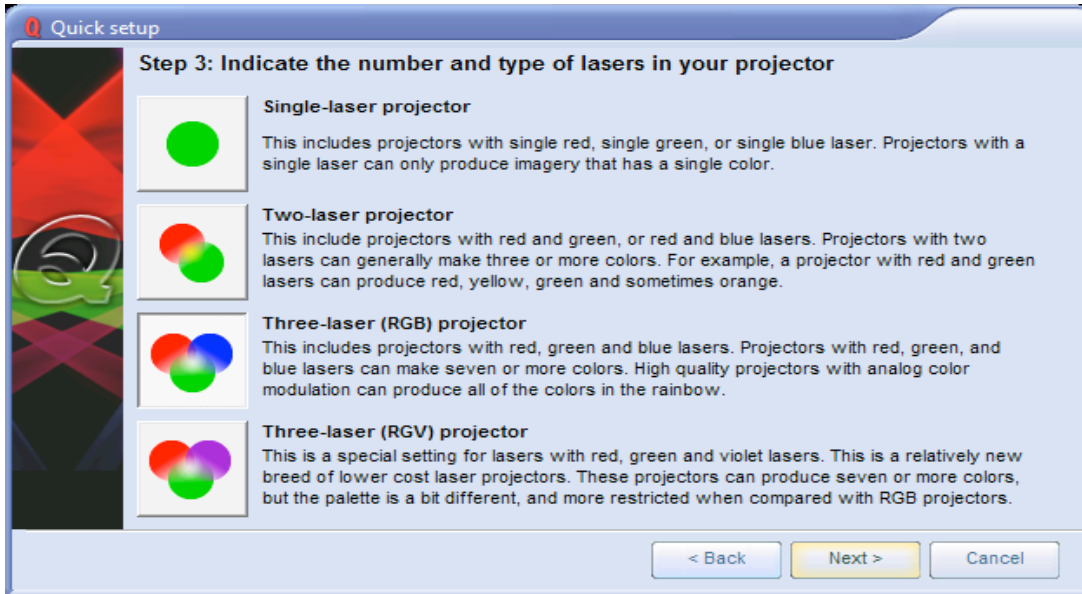 Quick setup
Step 3: Indicate the number and type of lasers in your projector
Single-laser projector
This includes projectors with single red, single green, or single blue laser. Projectors with a
single laser can only produce imagery that has a single color.
Two-laser projector
This include projectors with red and green, or red and blue lasers. Projectors with two
lasers can generally make three or more colors. For example, a projector with red and green
lasers can produce red, yellow, green and sometimes orange.
Three-laser (RGB) projector
This includes projectors with red, green and blue lasers. Projectors with red, green, and
blue lasers can make seven or more colors. High quality projectors with analog color
modulation can produce all of the colors in the rainbow.
Three-laser (RGV) projector
This is a special setting for lasers with red, green and violet lasers. This is a relatively new
breed of lower cost laser projectors. These projectors can produce seven or more colors,
but the palette is a bit different, and more restricted when compared with RGB projectors.
< Back
Next >
Cancel